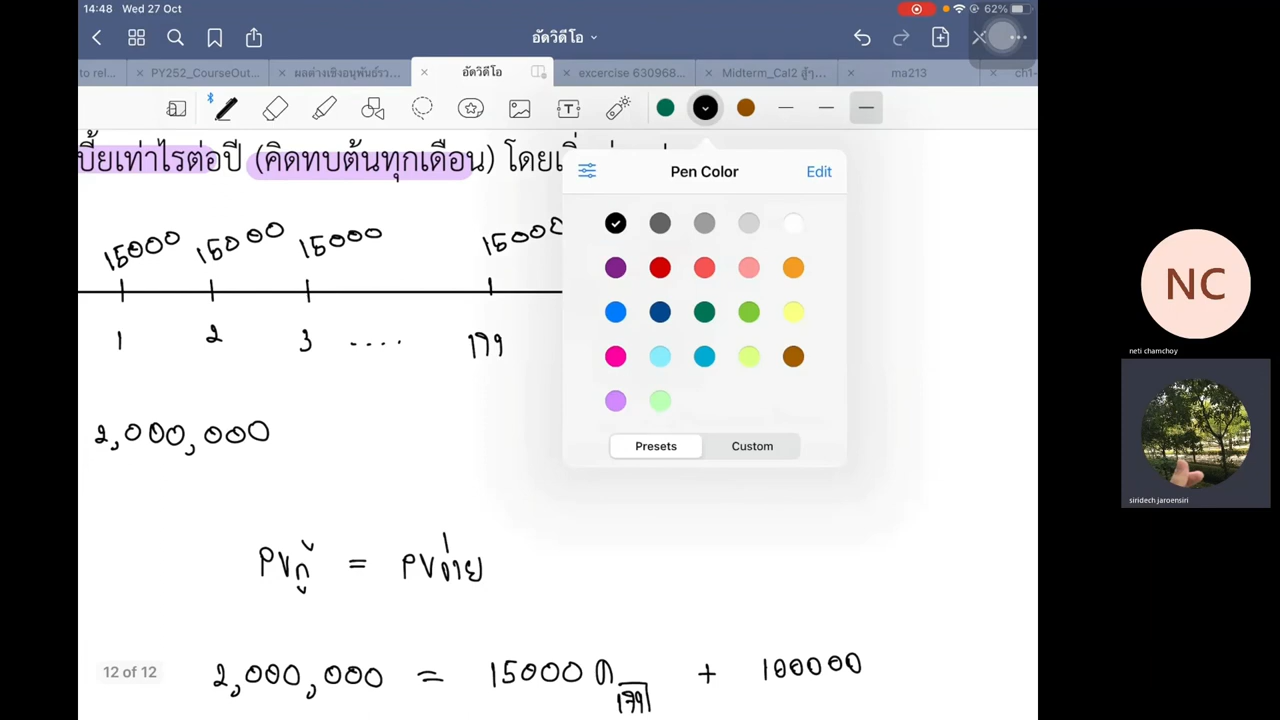 14:48 Wed 27 Oct
62%
อัดวิดีโอ
to rel...
PY252_CourseOut...
ผลต่างเชิงอนุพันธ์รว...
อัดวิดีโอ
excercise 630968...
Midterm_Cal2 สู้ๆ...
ma213
ch1-
บี้ยเท่าไรต่อปี (คิดทบต้นทุกเดือน)
Pen Color
Edit
15000 15000 15000 15000
1 2 3 .... 179
2,000,000
Presets
Custom
PVกู้ = PVจ่าย
12 of 12
2,000,000 = 15000 179 + 100000
NC
neti chamchoy
siridech jaroensiri